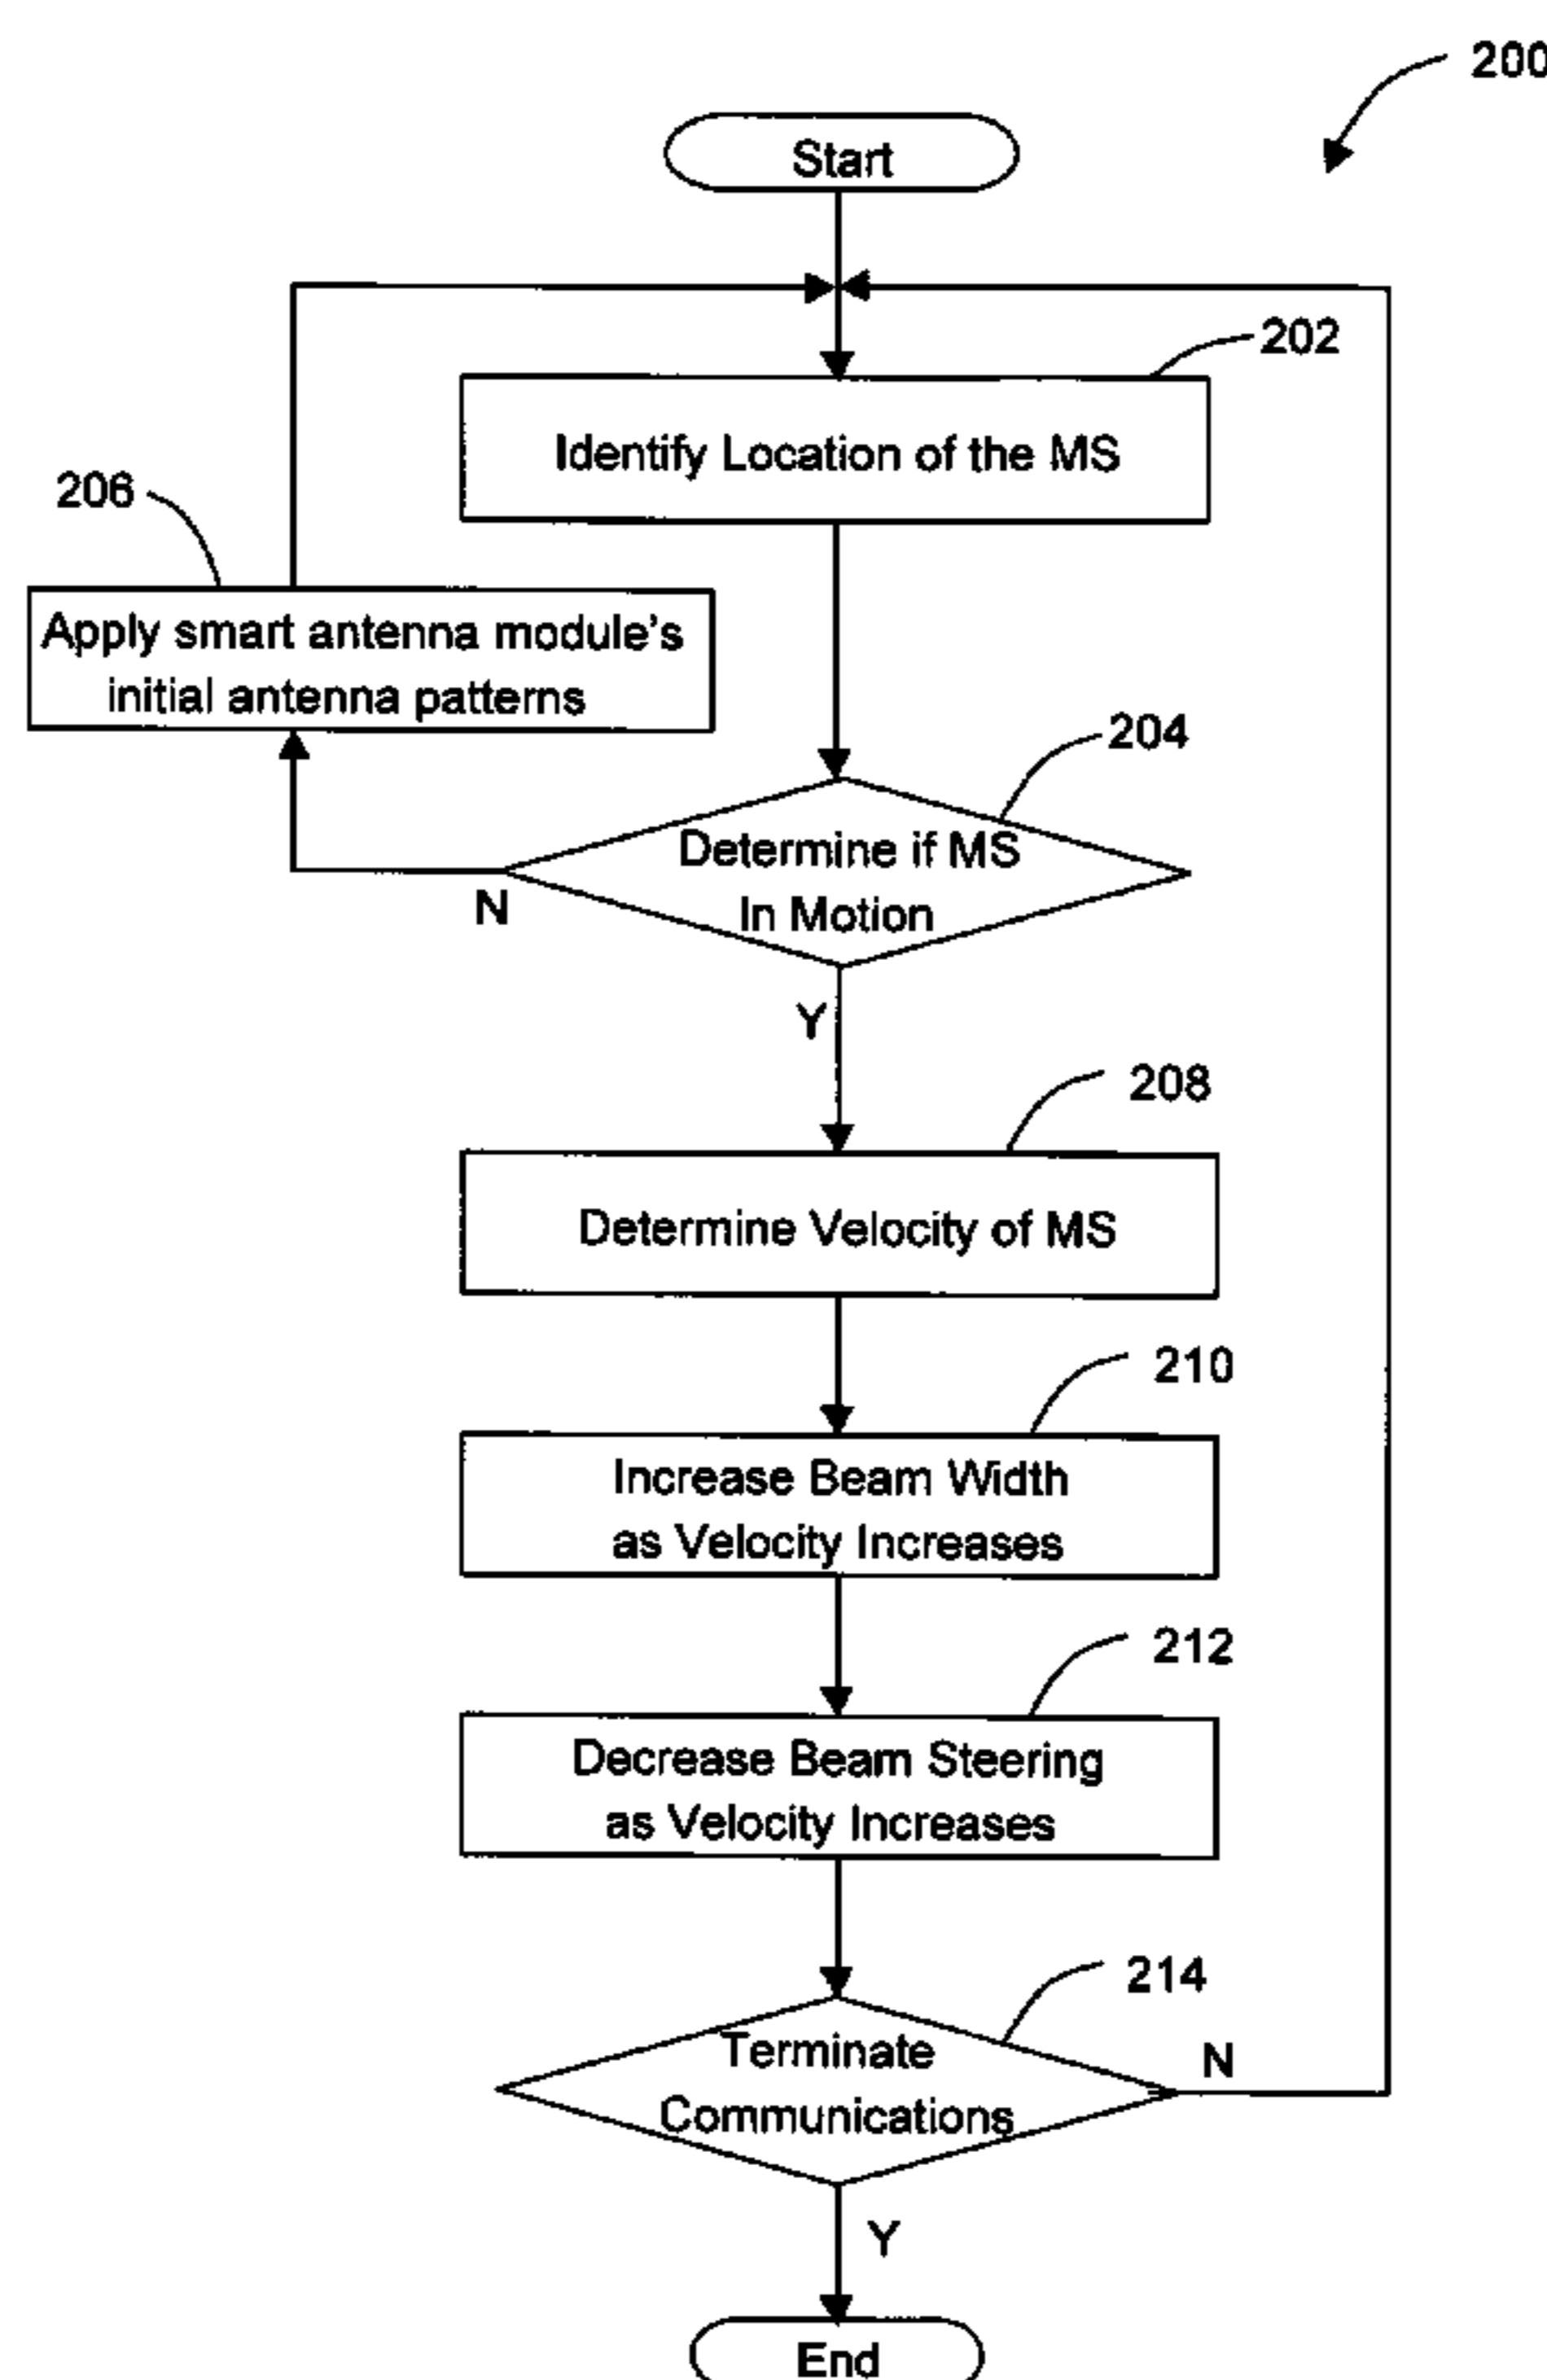 200
Start
202
Identify Location of the MS
206
Apply smart antenna module's
initial antenna patterns
204
Determine if MS
In Motion
N
Y
208
Determine Velocity of MS
210
Increase Beam Width
as Velocity Increases
212
Decrease Beam Steering
as Velocity Increases
214
Terminate
Communications
N
Y
End